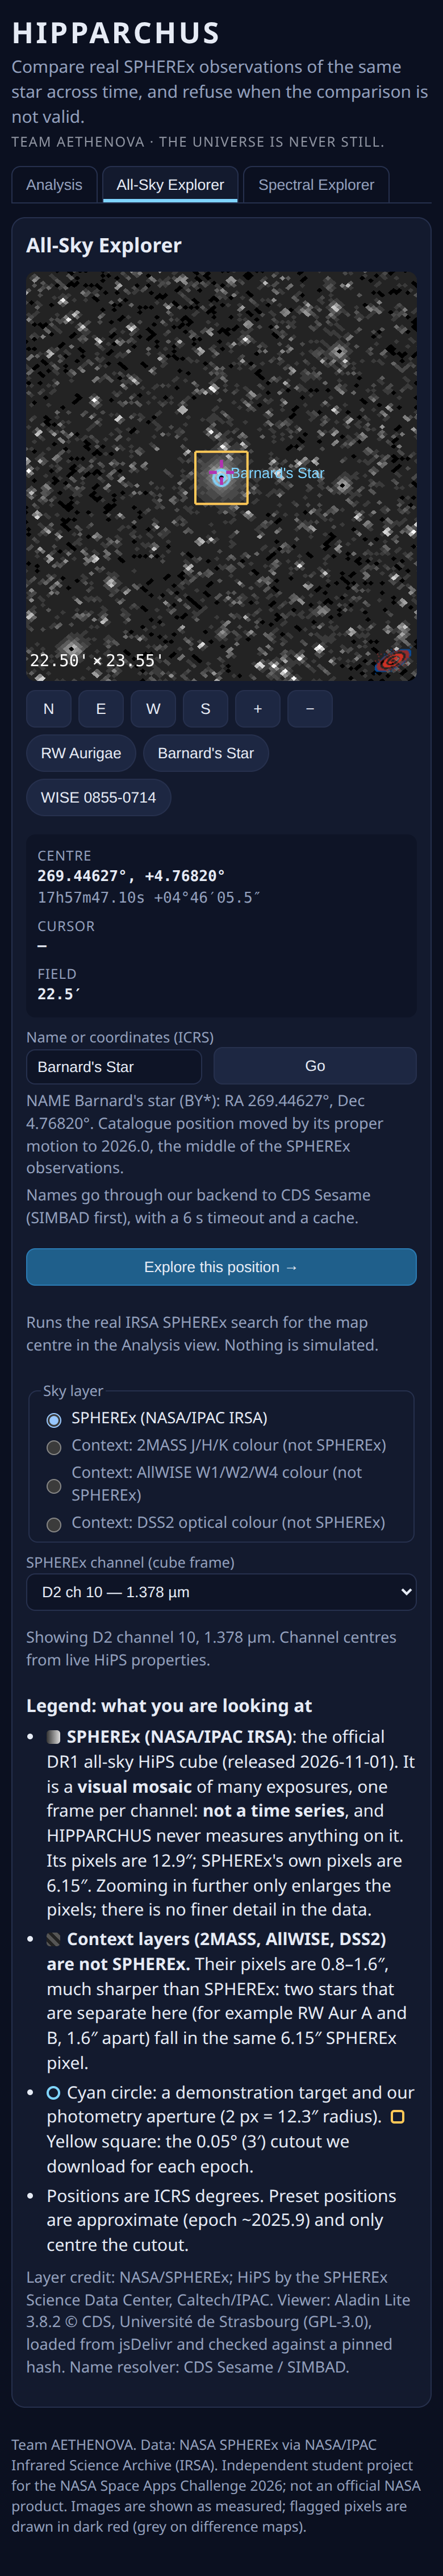 HIPPARCHUS
Compare real SPHEREx observations of the same
star across time, and refuse when the comparison is
not valid.
TEAM AETHENOVA · THE UNIVERSE IS NEVER STILL.
Analysis
All-Sky Explorer
Spectral Explorer
All-Sky Explorer
Barnard's Star
22.50' × 23.55'
N
E
W
S
+
−
RW Aurigae
Barnard's Star
WISE 0855-0714
CENTRE
269.44627°, +4.76820°
17h57m47.10s +04°46′05.5″
CURSOR
—
FIELD
22.5′
Name or coordinates (ICRS)
Barnard's Star
Go
NAME Barnard's star (BY*): RA 269.44627°, Dec
4.76820°. Catalogue position moved by its proper
motion to 2026.0, the middle of the SPHEREx
observations.
Names go through our backend to CDS Sesame
(SIMBAD first), with a 6 s timeout and a cache.
Explore this position →
Runs the real IRSA SPHEREx search for the map
centre in the Analysis view. Nothing is simulated.
Sky layer
SPHEREx (NASA/IPAC IRSA)
Context: 2MASS J/H/K colour (not SPHEREx)
Context: AllWISE W1/W2/W4 colour (not
SPHEREx)
Context: DSS2 optical colour (not SPHEREx)
SPHEREx channel (cube frame)
D2 ch 10 — 1.378 µm
Showing D2 channel 10, 1.378 µm. Channel centres
from live HiPS properties.
Legend: what you are looking at
• SPHEREx (NASA/IPAC IRSA): the official
DR1 all-sky HiPS cube (released 2026-11-01). It
is a visual mosaic of many exposures, one
frame per channel: not a time series, and
HIPPARCHUS never measures anything on it.
Its pixels are 12.9″; SPHEREx's own pixels are
6.15″. Zooming in further only enlarges the
pixels; there is no finer detail in the data.
• Context layers (2MASS, AllWISE, DSS2)
are not SPHEREx. Their pixels are 0.8–1.6″,
much sharper than SPHEREx: two stars that
are separate here (for example RW Aur A and
B, 1.6″ apart) fall in the same 6.15″ SPHEREx
pixel.
• Cyan circle: a demonstration target and our
photometry aperture (2 px = 12.3″ radius).
Yellow square: the 0.05° (3′) cutout we
download for each epoch.
• Positions are ICRS degrees. Preset positions
are approximate (epoch ~2025.9) and only
centre the cutout.
Layer credit: NASA/SPHEREx; HiPS by the SPHEREx
Science Data Center, Caltech/IPAC. Viewer: Aladin Lite
3.8.2 © CDS, Université de Strasbourg (GPL-3.0),
loaded from jsDelivr and checked against a pinned
hash. Name resolver: CDS Sesame / SIMBAD.
Team AETHENOVA. Data: NASA SPHEREx via NASA/IPAC
Infrared Science Archive (IRSA). Independent student project
for the NASA Space Apps Challenge 2026; not an official NASA
product. Images are shown as measured; flagged pixels are
drawn in dark red (grey on difference maps).